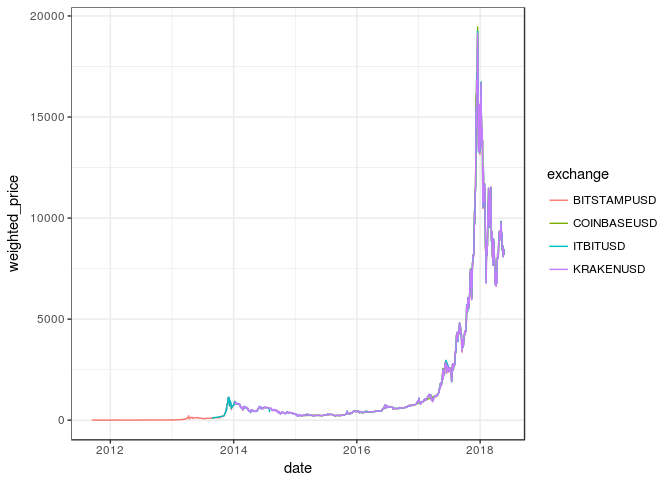 20000
15000
10000
5000
0
weighted_price
2012
2014
2016
2018
date
exchange
BITSTAMPUSD
COINBASEUSD
ITBITUSD
KRAKENUSD